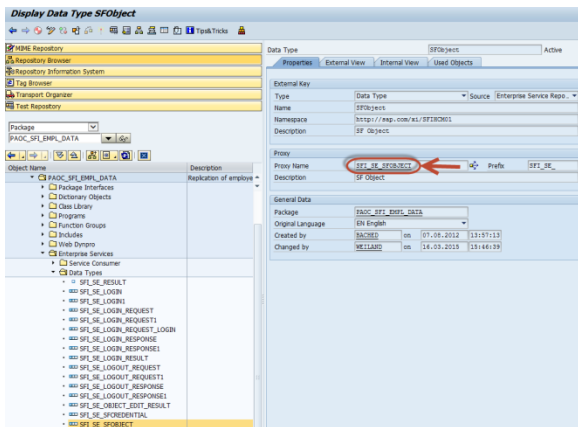 Display Data Type SFObject
Tips&Tricks
MIME Repository
Repository Browser
Repository Information System
Tag Browser
Transport Organizer
Test Repository
Package
PAOC_SFI_EMPL_DATA
Object Name Description
PAOC_SFI_EMPL_DATA Replication of employe
Package Interfaces
Dictionary Objects
Class Library
Programs
Function Groups
Includes
Web Dynpro
Enterprise Services
Service Consumer
Data Types
SFI_SE_RESULT
SFI_SE_LOGIN
SFI_SE_LOGIN1
SFI_SE_LOGIN_REQUEST
SFI_SE_LOGIN_REQUEST1
SFI_SE_LOGIN_REQUEST_LOGIN
SFI_SE_LOGIN_RESPONSE
SFI_SE_LOGIN_RESPONSE1
SFI_SE_LOGIN_RESULT
SFI_SE_LOGOUT_REQUEST
SFI_SE_LOGOUT_REQUEST1
SFI_SE_LOGOUT_RESPONSE
SFI_SE_LOGOUT_RESPONSE1
SFI_SE_OBJECT_EDIT_RESULT
SFI_SE_SFCREDENTIAL
SFI_SE_SFOBJECT
Data Type SFObject Active
Properties External View Internal View Used Objects
External Key
Type Data Type Source Enterprise Service Repo..
Name SFObject
Namespace http://sap.com/xi/SFIHCM01
Description SF Object
Proxy
Proxy Name SFI_SE_SFOBJECT Prefix SFI_SE_
Description SF Object
General Data
Package PAOC_SFI_EMPL_DATA
Original Language EN English
Created by BACHED on 07.08.2012 13:57:13
Changed by WEILAND on 16.03.2015 15:46:39